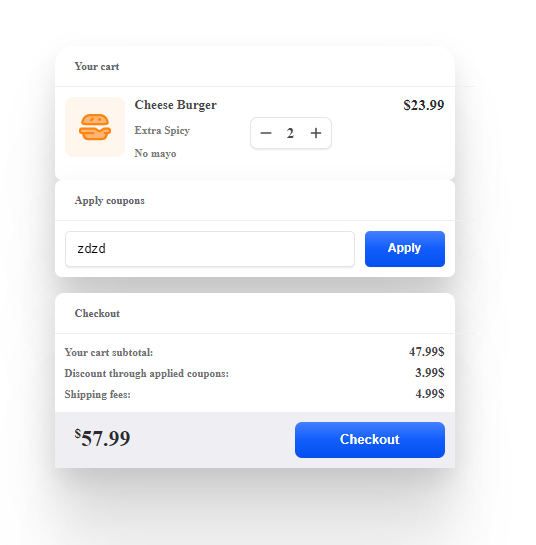 Your cart
Cheese Burger
$23.99
Extra Spicy
2
No mayo
Apply coupons
zdzd
Apply
Checkout
Your cart subtotal:
47.99$
Discount through applied coupons:
3.99$
Shipping fees:
4.99$
$57.99
Checkout